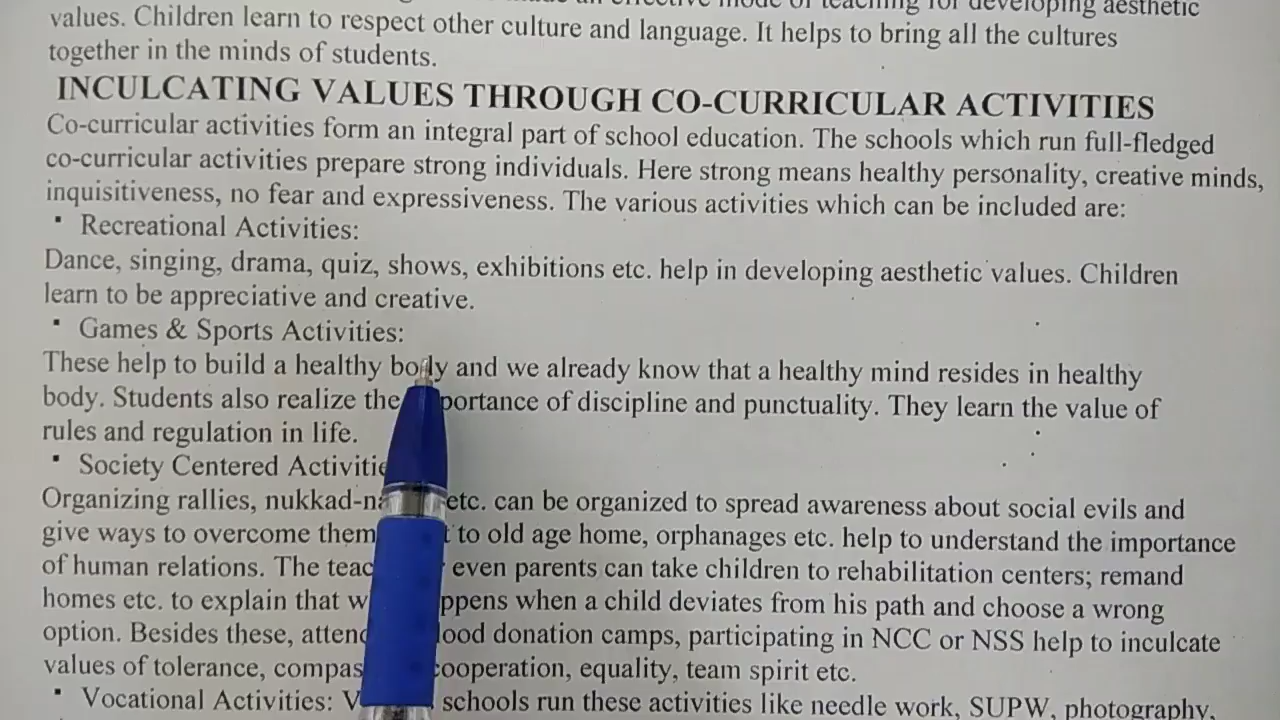 effective mode of teaching for developing aesthetic
values. Children learn to respect other culture and language. It helps to bring all the cultures
together in the minds of students.
INCULCATING VALUES THROUGH CO-CURRICULAR ACTIVITIES
Co-curricular activities form an integral part of school education. The schools which run full-fledged
co-curricular activities prepare strong individuals. Here strong means healthy personality, creative minds,
inquisitiveness, no fear and expressiveness. The various activities which can be included are:
▪ Recreational Activities:
Dance, singing, drama, quiz, shows, exhibitions etc. help in developing aesthetic values. Children
learn to be appreciative and creative.
▪ Games & Sports Activities:
These help to build a healthy body and we already know that a healthy mind resides in healthy
body. Students also realize the portance of discipline and punctuality. They learn the value of
rules and regulation in life.
▪ Society Centered Activitie
Organizing rallies, etc. can be organized to spread awareness about social evils and
give ways to overcome them to old age home, orphanages etc. help to understand the importance
of human relations. The even parents can take children to rehabilitation centers; remand
homes etc. to explain that ppens when a child deviates from his path and choose a wrong
option. Besides these, lood donation camps, participating in NCC or NSS help to inculcate
values of tolerance, cooperation, equality, team spirit etc.
▪ Vocational Activities: schools run these activities like needle work, SUPW, photography,